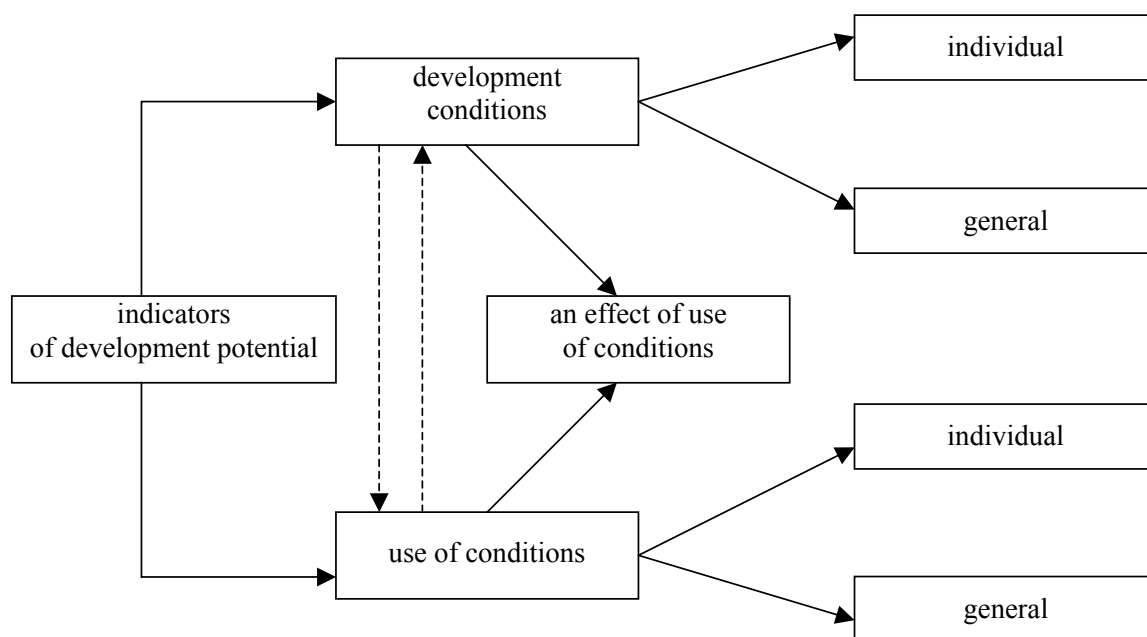 individual
development
conditions
general
indicators
of development potential
an effect of use
of conditions
individual
use of conditions
general